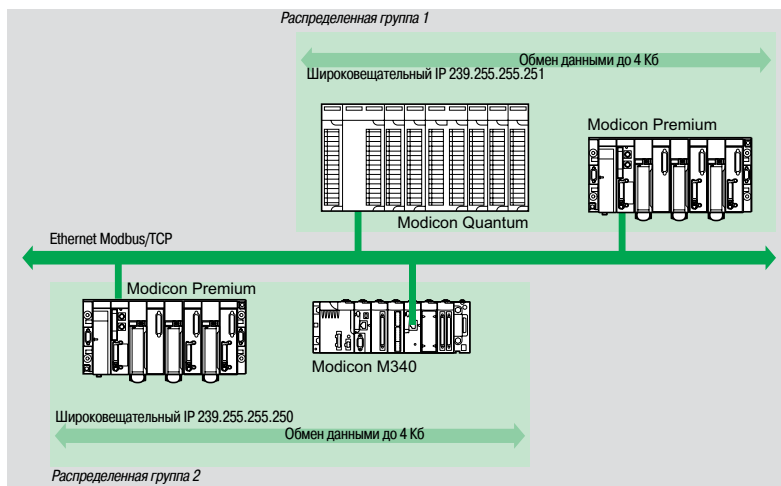 Распределенная группа 1
Обмен данными до 4 Кб
Широковещательный IP 239.255.255.251
Modicon Premium
Modicon Quantum
Ethernet Modbus/TCP
Modicon Premium
Modicon M340
Широковещательный IP 239.255.255.250
Обмен данными до 4 Кб
Распределенная группа 2